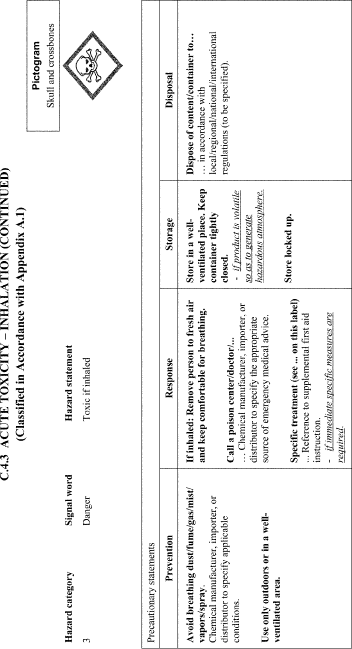 C.4.3 ACUTE TOXICITY – INHALATION (CONTINUED)
(Classified in Accordance with Appendix A.1)
Pictogram
Skull and crossbones
Hazard category
Signal word
Hazard statement
3
Danger
Toxic if inhaled
Precautionary statements
Prevention
Response
Storage
Disposal
Avoid breathing dust/fume/gas/mist/
vapors/spray.
Chemical manufacturer, importer, or
distributor to specify applicable
conditions.
Use only outdoors or in a well-
ventilated area.
If inhaled: Remove person to fresh air
and keep comfortable for breathing.
Call a poison center/doctor/...
… Chemical manufacturer, importer, or
distributor to specify the appropriate
source of emergency medical advice.
Specific treatment (see ... on this label)
... Reference to supplemental first aid
instruction.
- if immediate specific measures are
required.
Store in a well-
ventilated place. Keep
container tightly
closed.
- if product is volatile
so as to generate
hazardous atmosphere.
Store locked up.
Dispose of content/container to…
… in accordance with
local/regional/national/international
regulations (to be specified).